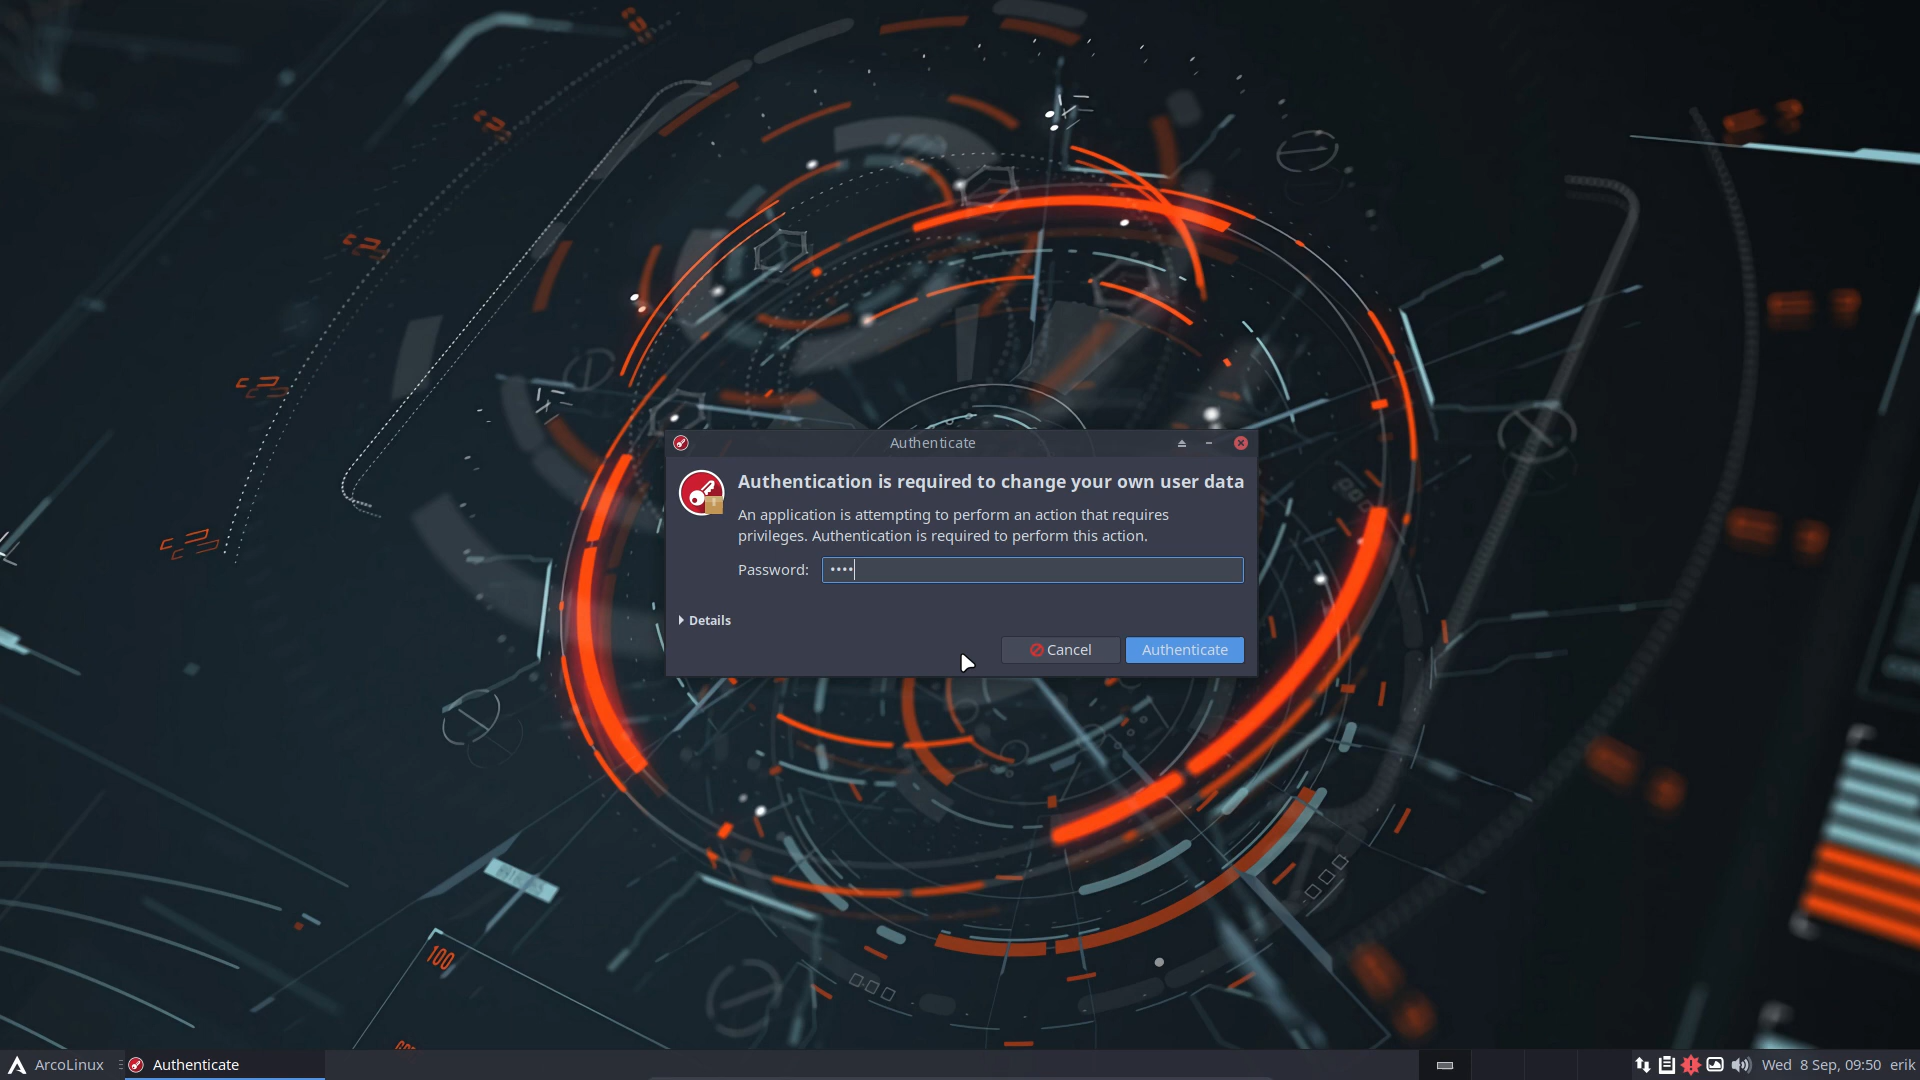 Authenticate
Authentication is required to change your own user data
An application is attempting to perform an action that requires
privileges. Authentication is required to perform this action.
Password: ••••
Details
Cancel
Authenticate
100
ArcoLinux
Authenticate
Wed 8 Sep, 09:50 erik